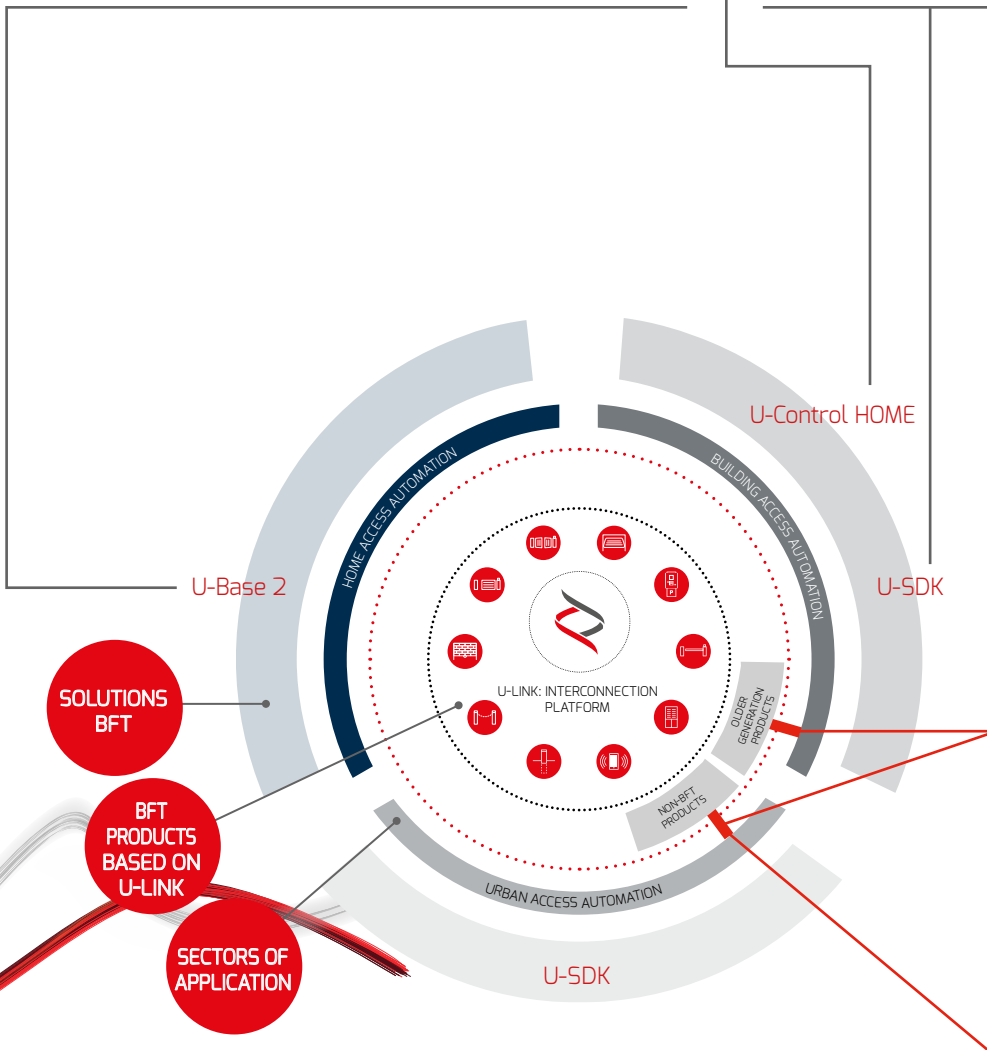 U-Control HOME
HOME ACCESS AUTOMATION
BUILDING ACCESS AUTOMATION
U-Base 2
U-SDK
SOLUTIONS
BFT
U-LINK: INTERCONNECTION
PLATFORM
OLDER
GENERATION
PRODUCTS
P
NON-BFT
PRODUCTS
BFT
PRODUCTS
BASED ON
U-LINK
URBAN ACCESS AUTOMATION
SECTORS OF
APPLICATION
U-SDK